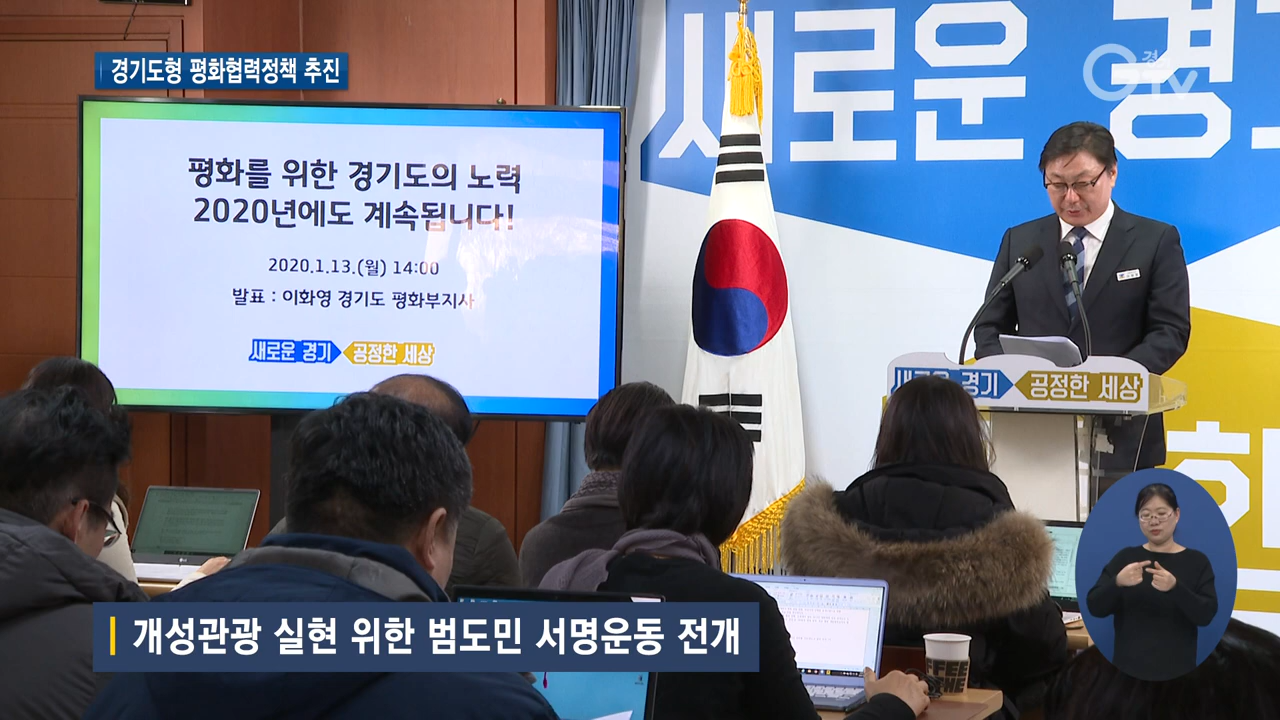 경기도형 평화협력정책 추진
새로운 경
G경TV
평화를 위한 경기도의 노력
2020년에도 계속됩니다!
2020.1.13.(월) 14:00
발표 : 이화영 경기도 평화부지사
새로운 경기 공정한 세상
새로운 경기 공정한 세상
개성관광 실현 위한 범도민 서명운동 전개